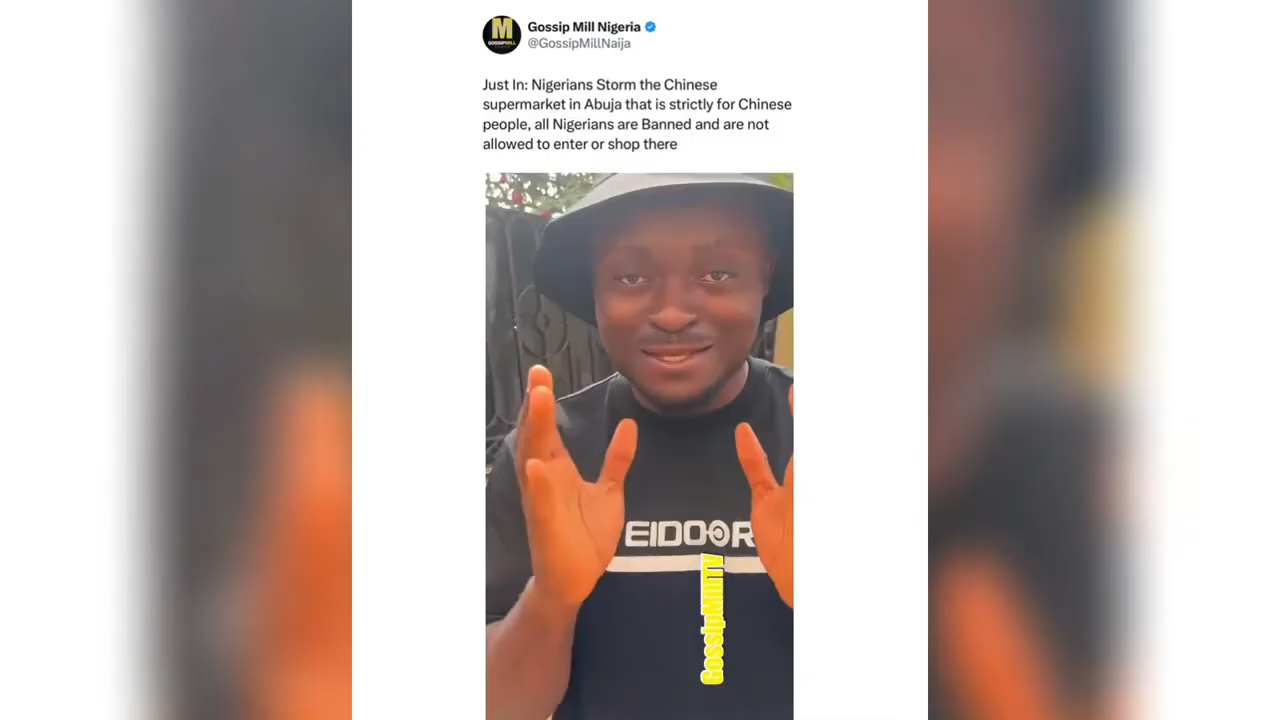 M
GOSSIPMILL
Gossip Mill Nigeria
@GossipMillNaija
Just In: Nigerians Storm the Chinese
supermarket in Abuja that is strictly for Chinese
people, all Nigerians are Banned and are not
allowed to enter or shop there
EIDOOR
GossipMillTV